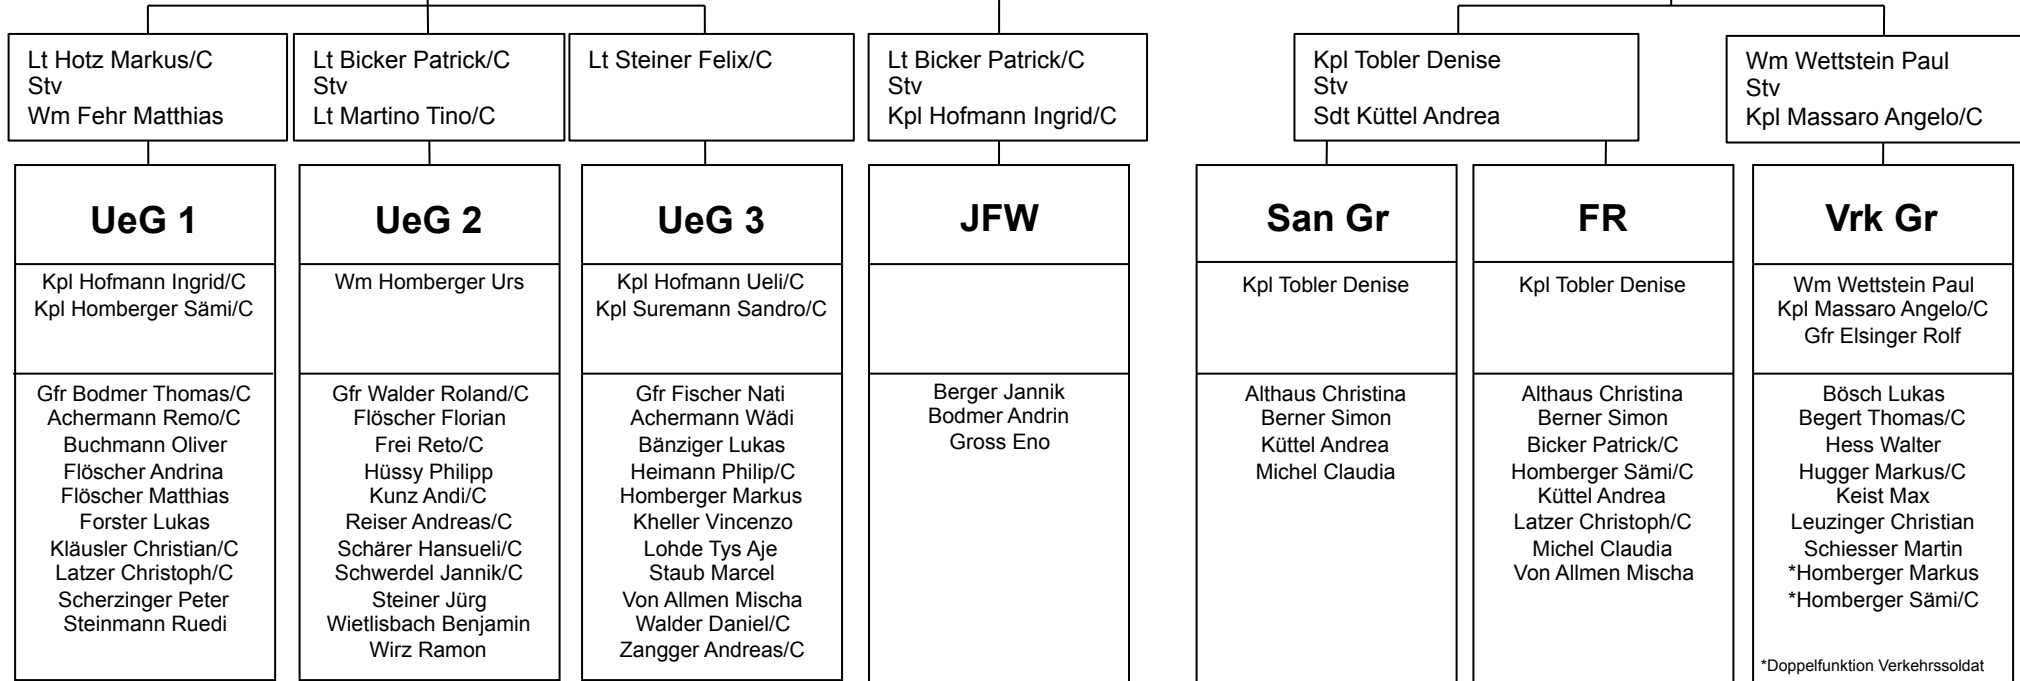 Lt Hotz Markus/C
Stv
Wm Fehr Matthias
Lt Bicker Patrick/C
Stv
Lt Martino Tino/C
Lt Steiner Felix/C
Lt Bicker Patrick/C
Stv
Kpl Hofmann Ingrid/C
Kpl Tobler Denise
Stv
Sdt Küttel Andrea
Wm Wettstein Paul
Stv
Kpl Massaro Angelo/C
UeG 1
Kpl Hofmann Ingrid/C
Kpl Homberger Sämi/C
Gfr Bodmer Thomas/C
Achermann Remo/C
Buchmann Oliver
Flöscher Andrina
Flöscher Matthias
Forster Lukas
Kläusler Christian/C
Latzer Christoph/C
Scherzinger Peter
Steinmann Ruedi
UeG 2
Wm Homberger Urs
Gfr Walder Roland/C
Flöscher Florian
Frei Reto/C
Hüssy Philipp
Kunz Andi/C
Reiser Andreas/C
Schärer Hansueli/C
Schwerdel Jannik/C
Steiner Jürg
Wietlisbach Benjamin
Wirz Ramon
UeG 3
Kpl Hofmann Ueli/C
Kpl Suremann Sandro/C
Gfr Fischer Nati
Achermann Wädi
Bänziger Lukas
Heimann Philip/C
Homberger Markus
Kheller Vincenzo
Lohde Tys Aje
Staub Marcel
Von Allmen Mischa
Walder Daniel/C
Zangger Andreas/C
JFW
Berger Jannik
Bodmer Andrin
Gross Eno
San Gr
Kpl Tobler Denise
Althaus Christina
Berner Simon
Küttel Andrea
Michel Claudia
FR
Kpl Tobler Denise
Althaus Christina
Berner Simon
Bicker Patrick/C
Homberger Sämi/C
Küttel Andrea
Latzer Christoph/C
Michel Claudia
Von Allmen Mischa
Vrk Gr
Wm Wettstein Paul
Kpl Massaro Angelo/C
Gfr Elsinger Rolf
Bösch Lukas
Begert Thomas/C
Hess Walter
Hugger Markus/C
Keist Max
Leuzinger Christian
Schiesser Martin
*Homberger Markus
*Homberger Sämi/C
*Doppelfunktion Verkehrssoldat